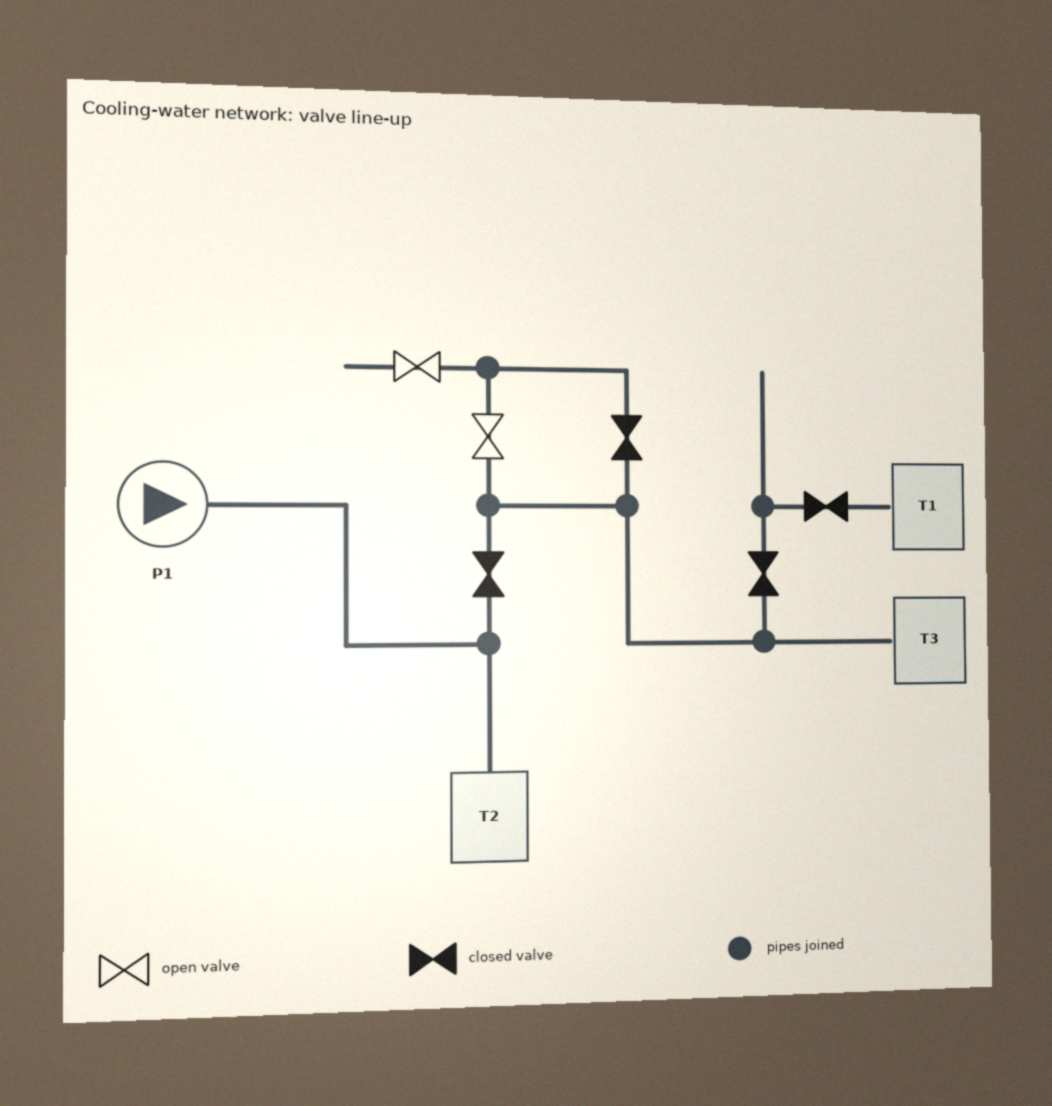 Cooling-water network: valve line-up
P1
T1
T3
T2
open valve
closed valve
pipes joined